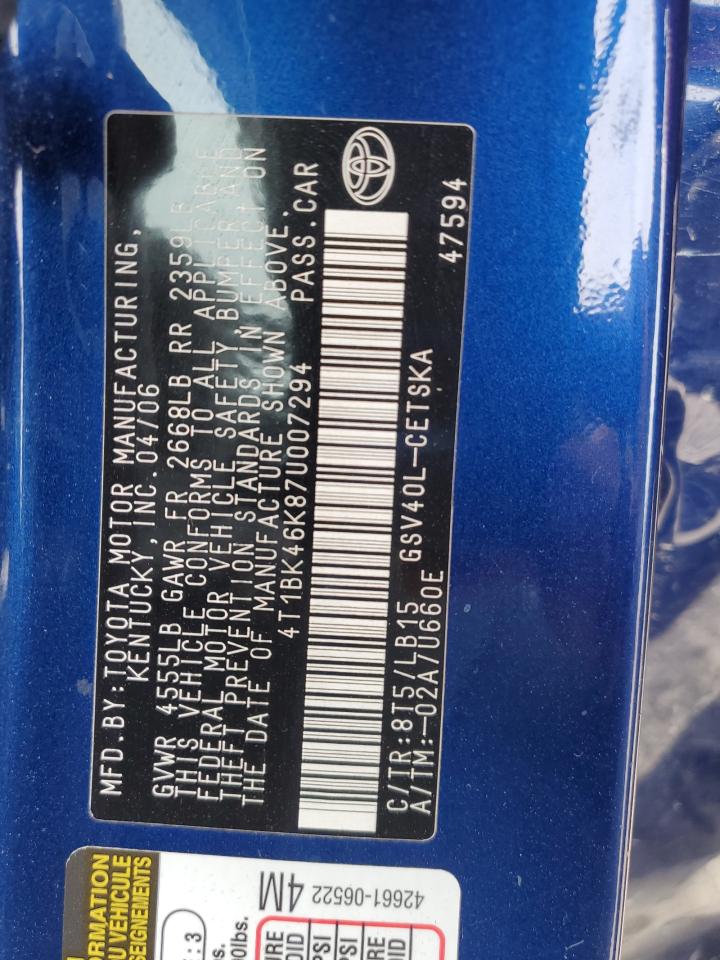 MFD.BY:TOYOTA MOTOR MANUFACTURING,
KENTUCKY,INC. 04/06
GVWR 4555LB GAWR FR 2668LB RR 2359LB
THIS VEHICLE CONFORMS TO ALL APPLICABLE
FEDERAL MOTOR VEHICLE SAFETY,BUMPER,AND
THEFT PREVENTION STANDARDS IN EFFECT ON
THE DATE OF MANUFACTURE SHOWN ABOVE.
4T1BK46K87U007294 PASS.CAR
C/TR:8T5/LB15 GSV40L-CETSKA
A/TM:-02A/U660E 47594
4M
42661-06522